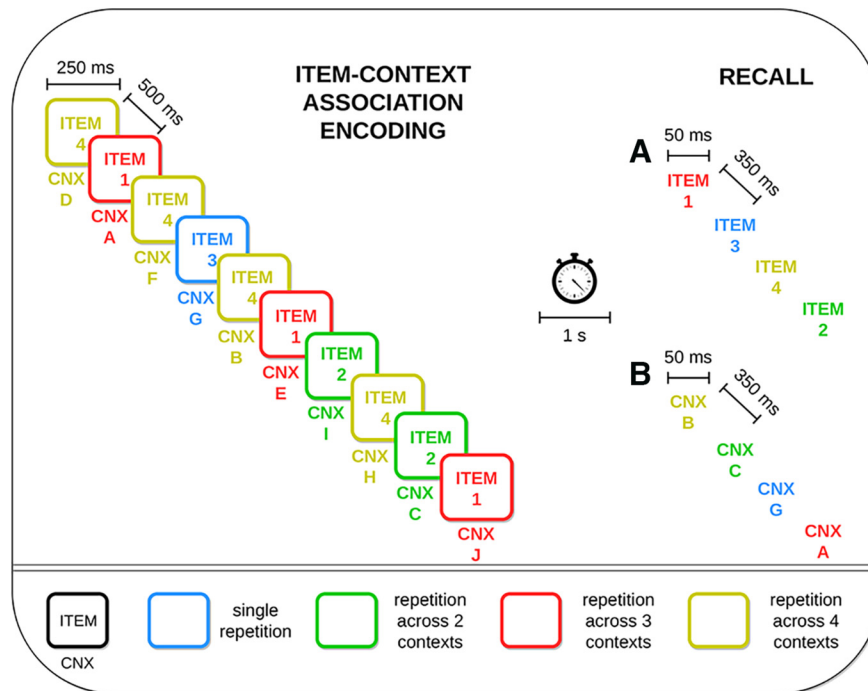 250 ms
500 ms
ITEM-CONTEXT
ASSOCIATION
ENCODING
RECALL
ITEM
4
CNX
D
ITEM
1
CNX
A
ITEM
4
CNX
F
ITEM
3
CNX
G
ITEM
4
CNX
B
ITEM
1
CNX
E
ITEM
2
CNX
I
ITEM
4
CNX
H
ITEM
2
CNX
C
ITEM
1
CNX
J
1 s
A
50 ms
350 ms
ITEM
1
ITEM
3
ITEM
4
ITEM
2
B
50 ms
350 ms
CNX
B
CNX
C
CNX
G
CNX
A
ITEM
CNX
single
repetition
repetition
across 2
contexts
repetition
across 3
contexts
repetition
across 4
contexts